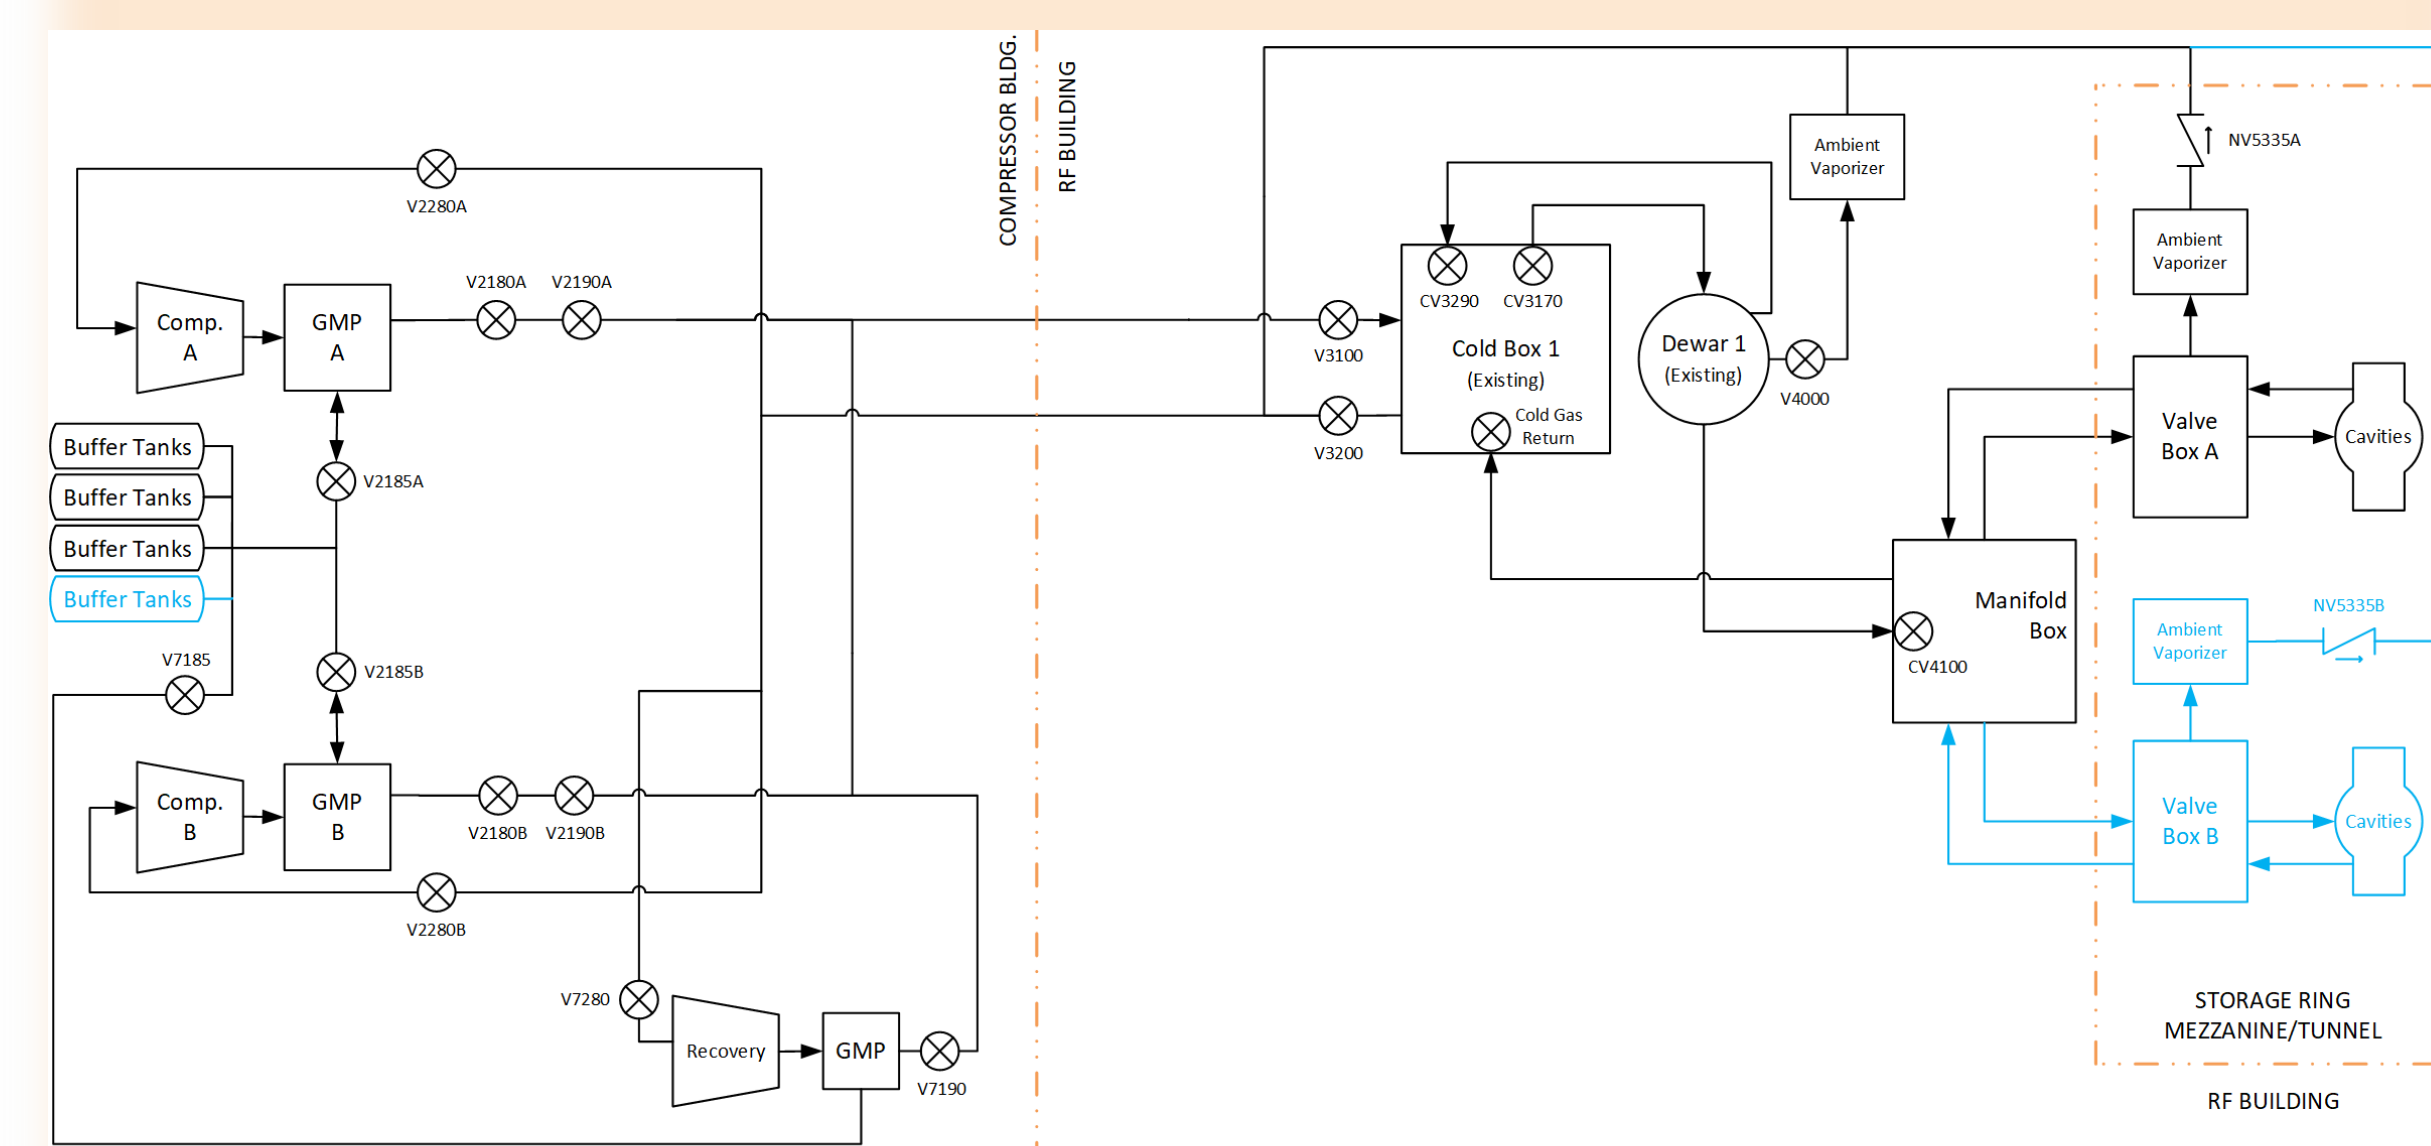 COMPRESSOR BLDG.
RF BUILDING
V2280A
Comp.
A
GMP
A
V2180A
V2190A
Buffer Tanks
Buffer Tanks
Buffer Tanks
Buffer Tanks
V2185A
V7185
V2185B
Comp.
B
GMP
B
V2180B
V2190B
V2280B
V7280
Recovery
GMP
V7190
V3100
V3200
CV3290
CV3170
Cold Box 1
(Existing)
Cold Gas
Return
Dewar 1
(Existing)
V4000
Ambient
Vaporizer
NV5335A
Ambient
Vaporizer
Valve
Box A
Cavities
Manifold
Box
CV4100
Ambient
Vaporizer
NV5335B
Valve
Box B
Cavities
STORAGE RING
MEZZANINE/TUNNEL
RF BUILDING